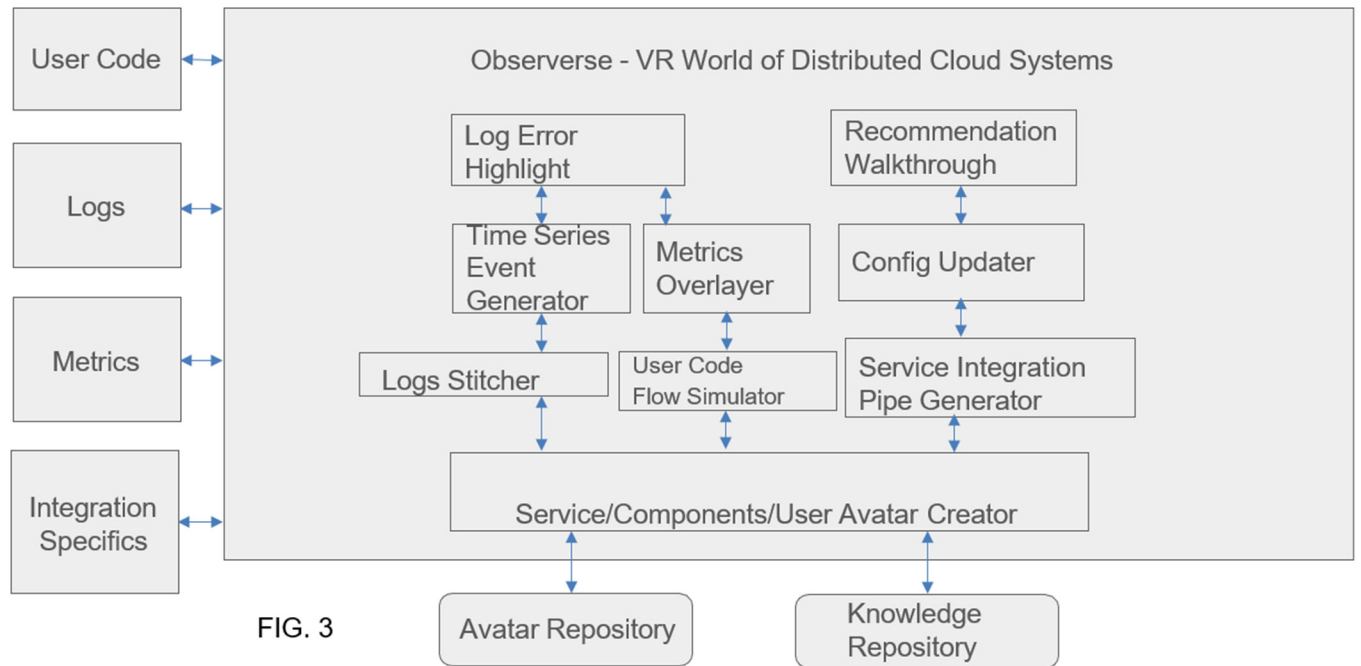 User Code
Observerse - VR World of Distributed Cloud Systems
Log Error
Highlight
Recommendation
Walkthrough
Logs
Time Series
Event
Generator
Metrics
Overlayer
Config Updater
Metrics
Logs Stitcher
User Code
Flow Simulator
Service Integration
Pipe Generator
Integration
Specifics
Service/Components/User Avatar Creator
FIG. 3
Avatar Repository
Knowledge
Repository